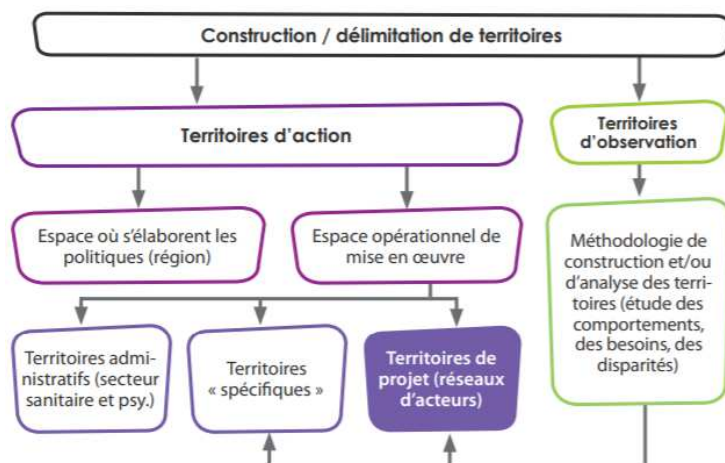 Construction / délimitation de territoires
Territoires d’action
Territoires
d’observation
Espace où s’élaborent les
politiques (région)
Espace opérationnel de
mise en œuvre
Méthodologie de
construction et/ou
d’analyse des terri-
toires (étude des
comportements,
des besoins, des
disparités)
Territoires admi-
nistratifs (secteur
sanitaire et psy.)
Territoires
« spécifiques »
Territoires de
projet (réseaux
d’acteurs)